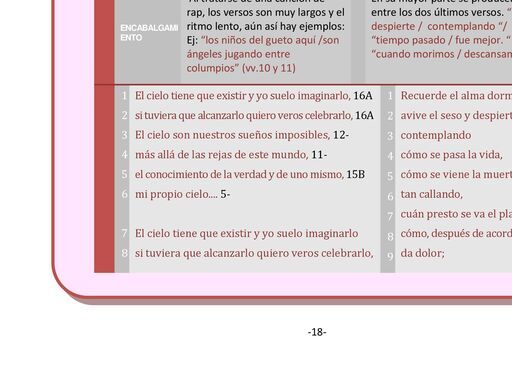 Al tratarse de una canción de
rap, los versos son muy largos y el
ritmo lento, aún así hay ejemplos:
Ej: "los niños del gueto aquí /son
ángeles jugando entre
columpios" (vv.10 y 11)
ENCABALGAMI
ENTO
En su mayor parte se produce
entre los dos últimos versos.
despierte / contemplando "/
"tiempo pasado / fue mejor. "
"cuando morimos / descansam
1 El cielo tiene que existir y yo suelo imaginarlo, 16A
2 si tuviera que alcanzarlo quiero veros celebrarlo, 16A
3 El cielo son nuestros sueños imposibles, 12-
4 más allá de las rejas de este mundo, 11-
5 el conocimiento de la verdad y de uno mismo, 15B
6 mi propio cielo.... 5-
7 El cielo tiene que existir y yo suelo imaginarlo
8 si tuviera que alcanzarlo quiero veros celebrarlo,
1 Recuerde el alma dorm
2 avive el seso y despiert
3 contemplando
4 cómo se pasa la vida,
5 cómo se viene la muert
6 tan callando,
7 cuán presto se va el pla
8 cómo, después de acord
9 da dolor;
-18-